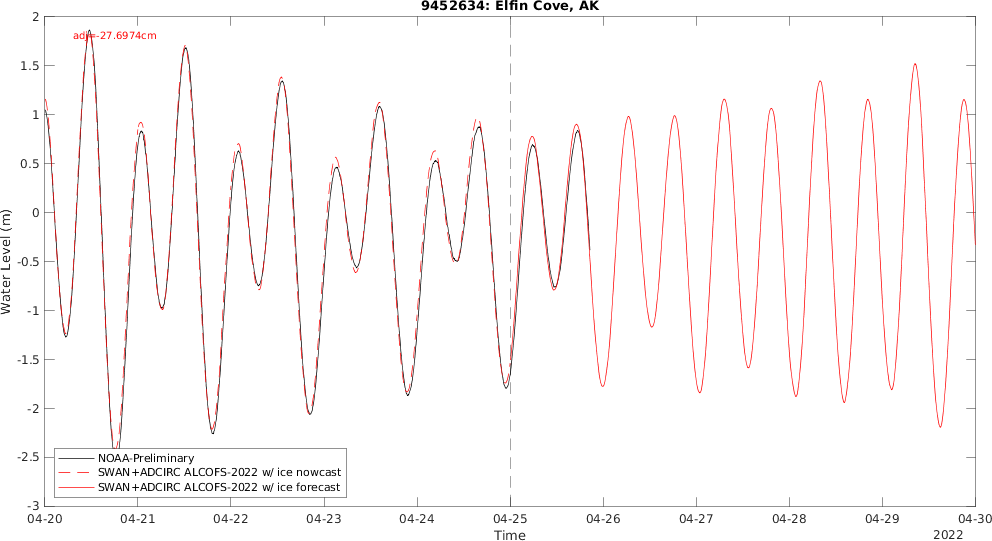 9452634: Elfin Cove, AK
adj=-27.6974cm
Water Level (m)
2
1.5
1
0.5
0
-0.5
-1
-1.5
-2
-2.5
-3
NOAA-Preliminary
SWAN+ADCIRC ALCOFS-2022 w/ ice nowcast
SWAN+ADCIRC ALCOFS-2022 w/ ice forecast
04-20 04-21 04-22 04-23 04-24 04-25 04-26 04-27 04-28 04-29 04-30
Time
2022